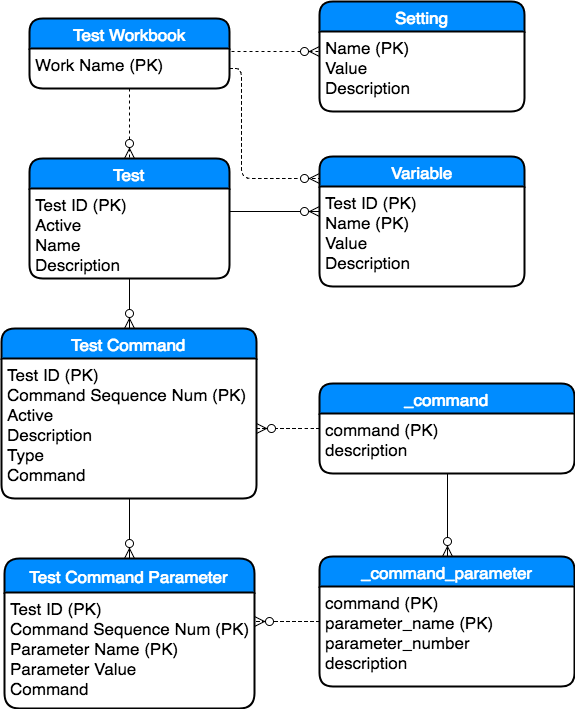 Test Workbook
Work Name (PK)
Setting
Name (PK)
Value
Description
Test
Test ID (PK)
Active
Name
Description
Variable
Test ID (PK)
Name (PK)
Value
Description
Test Command
Test ID (PK)
Command Sequence Num (PK)
Active
Description
Type
Command
_command
command (PK)
description
Test Command Parameter
Test ID (PK)
Command Sequence Num (PK)
Parameter Name (PK)
Parameter Value
Command
_command_parameter
command (PK)
parameter_name (PK)
parameter_number
description